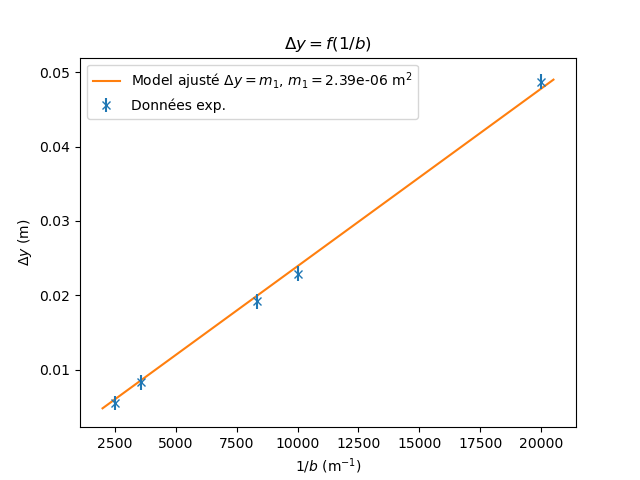 Δy = f(1/b)
Model ajusté Δy = m₁, m₁ = 2.39e-06 m²
Données exp.
0.05
0.04
0.03
0.02
0.01
Δy (m)
2500 5000 7500 10000 12500 15000 17500 20000
1/b (m⁻¹)